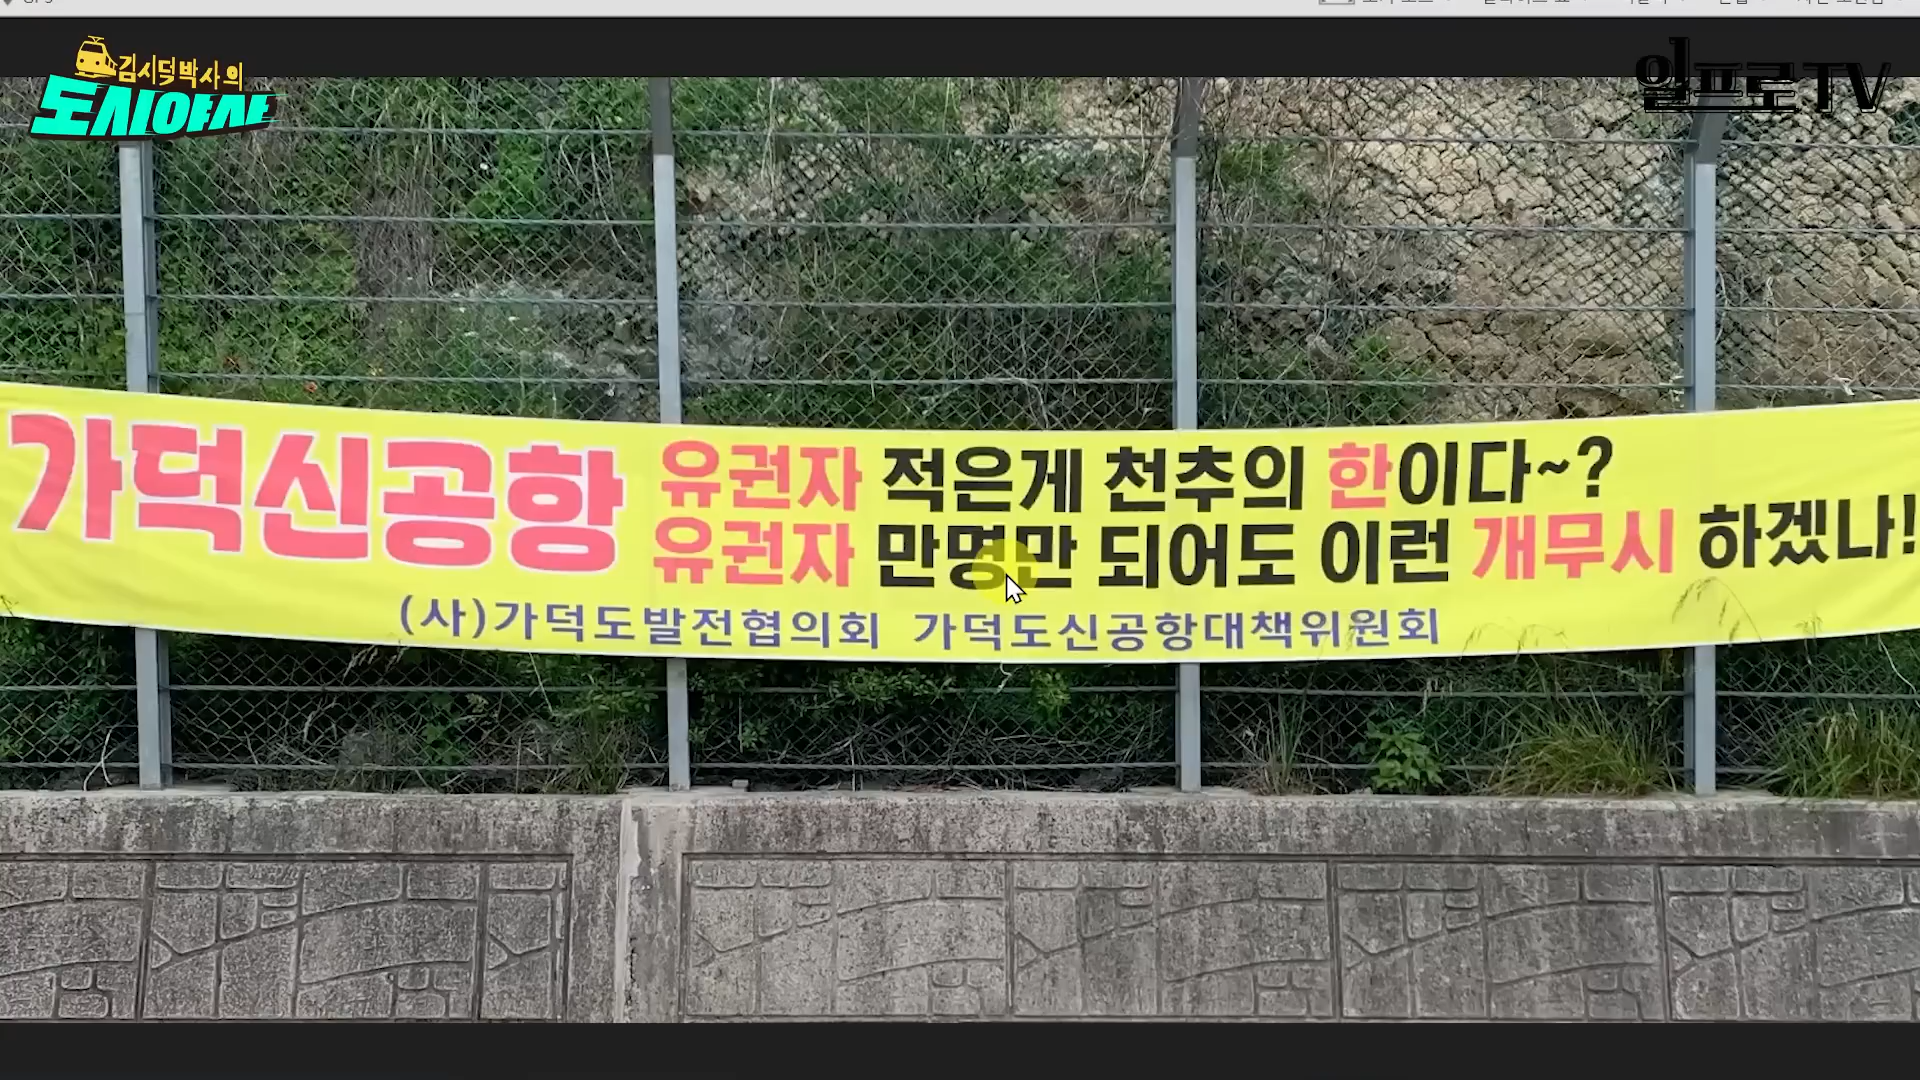 김시덕박사의
도시야사
일프로TV
가덕신공항
유권자 적은게 천추의 한이다~?
유권자 만명만 되어도 이런 개무시 하겠나!
(사)가덕도발전협의회 가덕도신공항대책위원회